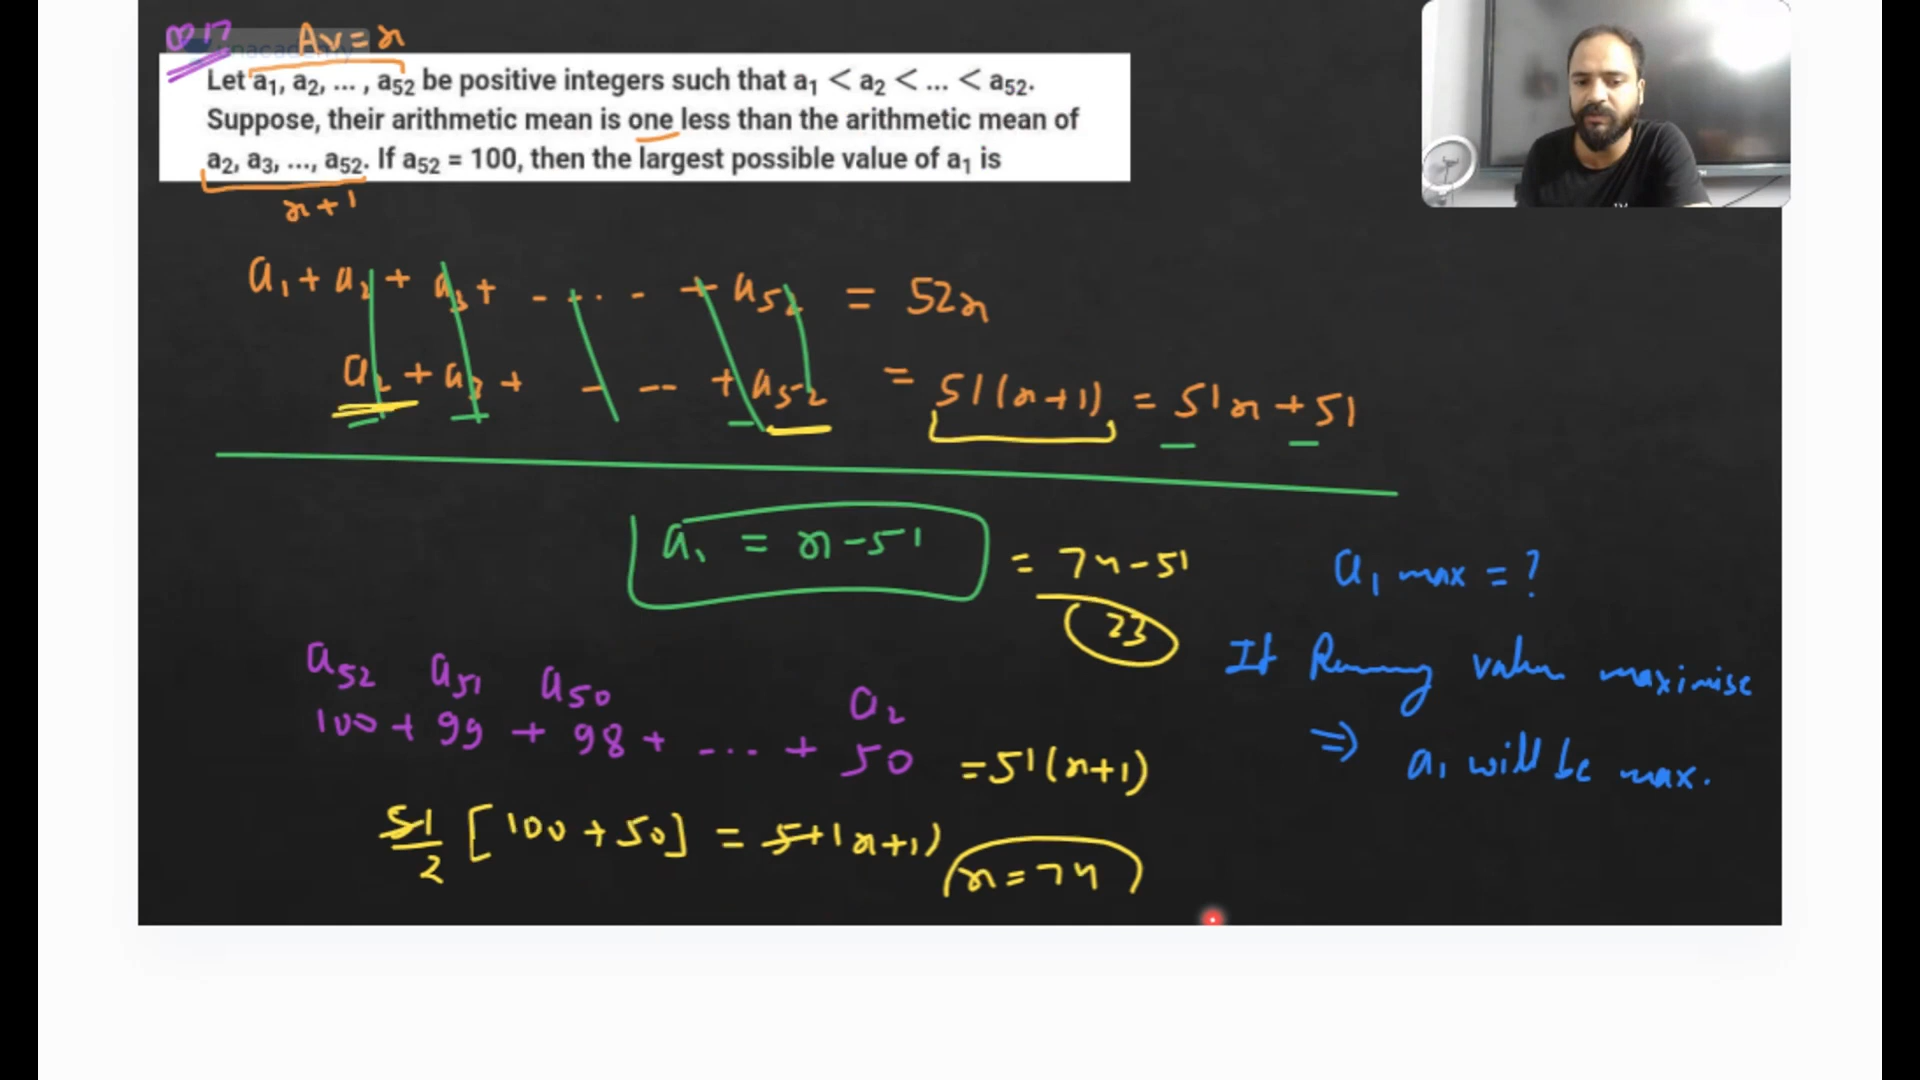 Q17 Av = x
Let a1, a2, ... , a52 be positive integers such that a1 < a2 < ... < a52.
Suppose, their arithmetic mean is one less than the arithmetic mean of
a2, a3, ..., a52. If a52 = 100, then the largest possible value of a1 is
x + 1
a1 + a2 + a3 + - - . . - + a52 = 52x
a2 + a3 + - -- + a52 = 51(x+1) = 51x + 51
a1 = x - 51 = 74 - 51
23
a1 max = ?
If value maximise
⇒ a1 will be max.
a52 a51 a50 a2
100 + 99 + 98 + - ... + 50 = 51(x+1)
51/2 [100 + 50] = 51(x+1)
x = 74